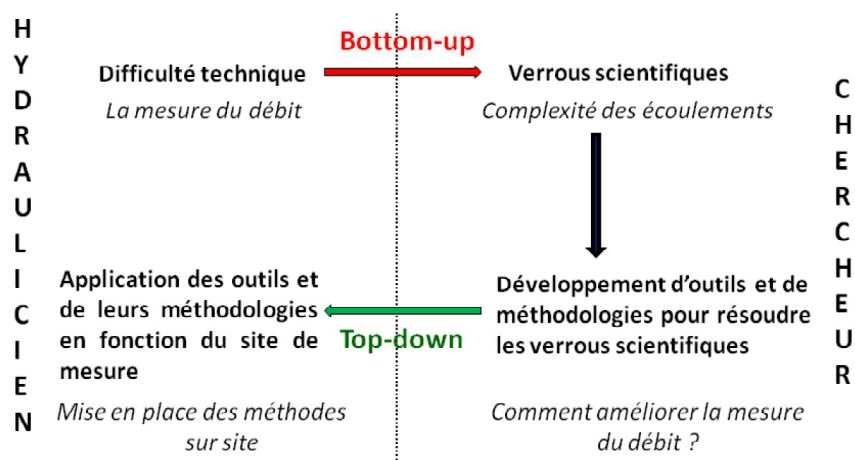 HYDRAULICIEN
Bottom-up
Difficulté technique
La mesure du débit
Verrous scientifiques
Complexité des écoulements
CHERCHEUR
Application des outils et
de leurs méthodologies
en fonction du site de
mesure
Mise en place des méthodes
sur site
Top-down
Développement d'outils et de
méthodologies pour résoudre
les verrous scientifiques
Comment améliorer la mesure
du débit ?